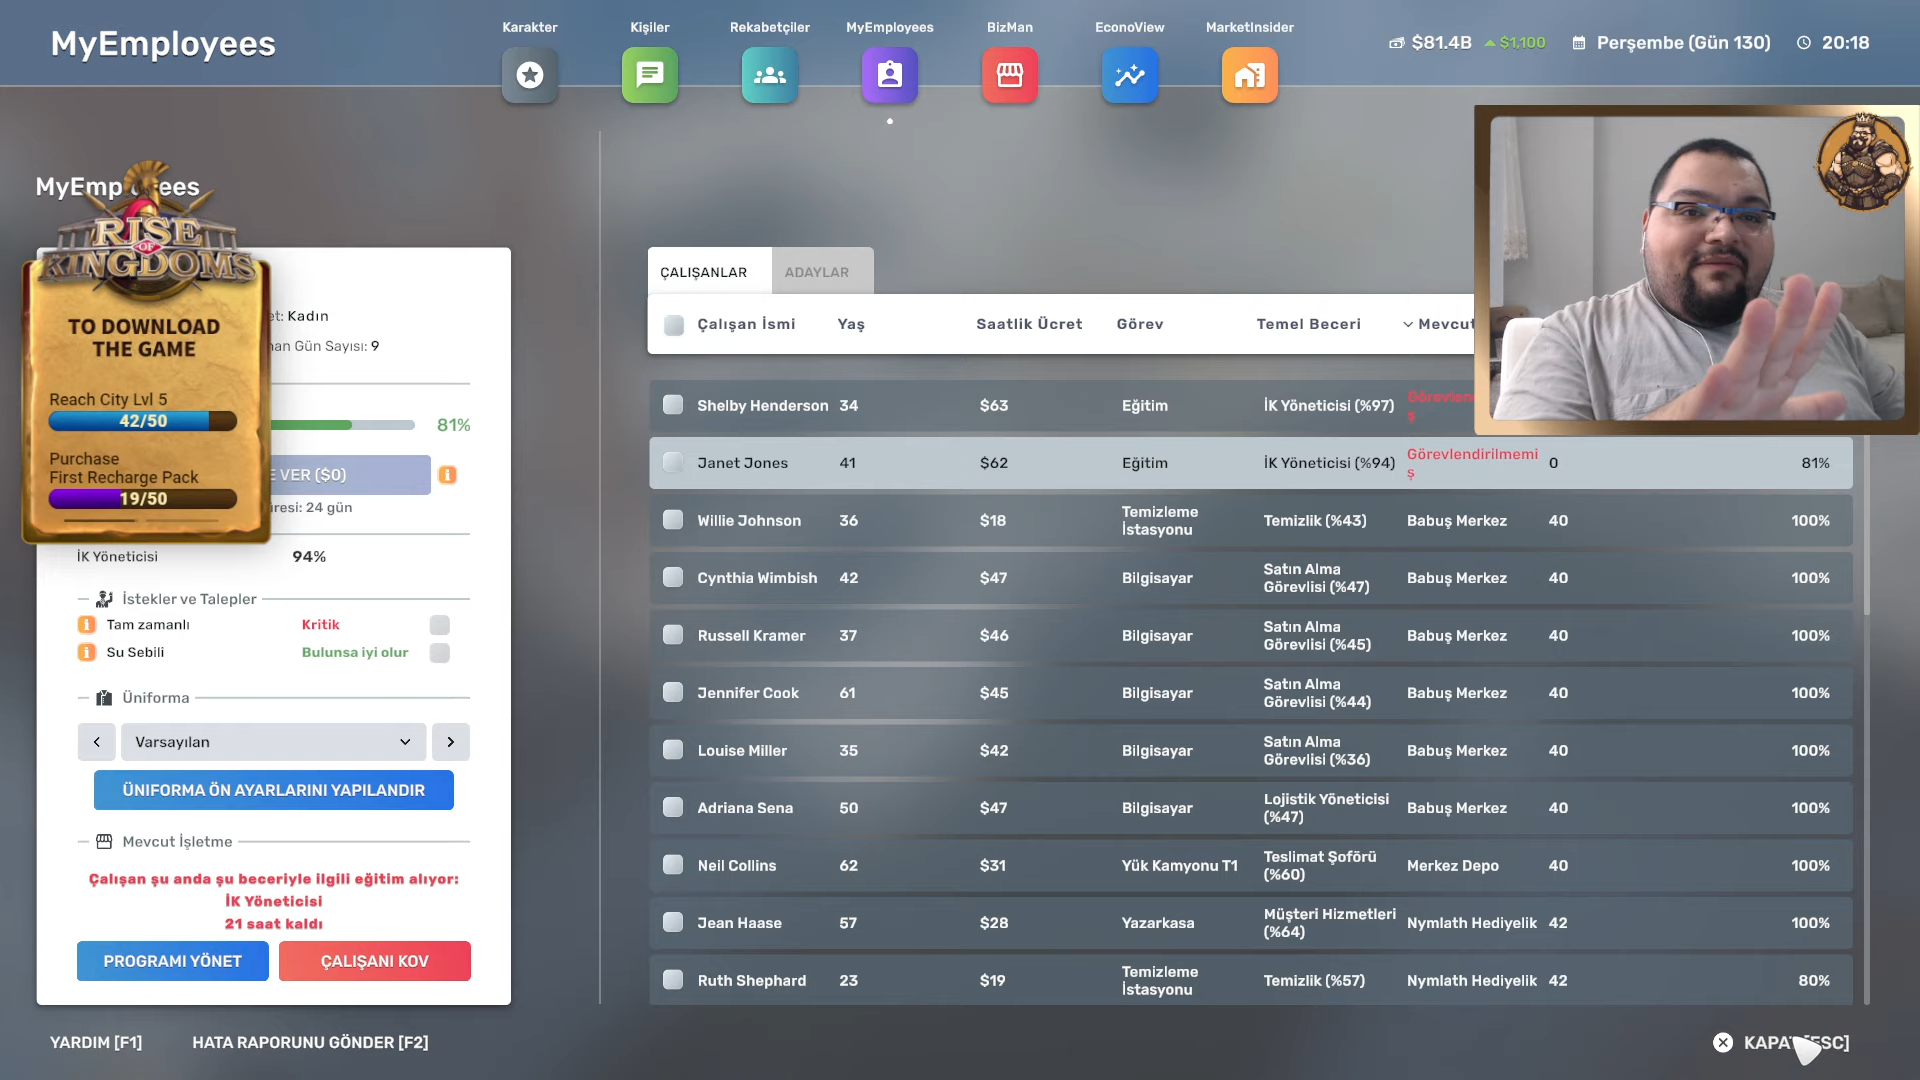 MyEmployees
Karakter
Kişiler
Rekabetçiler
MyEmployees
BizMan
EconoView
MarketInsider
$81.4B
$1,100
Perşembe (Gün 130)
20:18
RISE
OF
KINGDOMS
TO DOWNLOAD
THE GAME
Reach City Lvl 5
42/50
Purchase
First Recharge Pack
19/50
Kadın
Gün Sayısı: 9
81%
VER ($0)
24 gün
İK Yöneticisi 94%
İstekler ve Talepler
Tam zamanlı Kritik
Su Sebili Bulunsa iyi olur
Üniforma
Varsayılan
ÜNİFORMA ÖN AYARLARINI YAPILANDIR
Mevcut İşletme
Çalışan şu anda şu beceriyle ilgili eğitim alıyor:
İK Yöneticisi
21 saat kaldı
PROGRAMI YÖNET
ÇALIŞANI KOV
ÇALIŞANLAR
ADAYLAR
Çalışan İsmi Yaş Saatlik Ücret Görev Temel Beceri
Shelby Henderson 34 $63 Eğitim İK Yöneticisi (%97)
Janet Jones 41 $62 Eğitim İK Yöneticisi (%94) Görevlendirilmemi
ş
0 81%
Willie Johnson 36 $18 Temizleme
İstasyonu
Temizlik (%43) Babuş Merkez 40 100%
Cynthia Wimbish 42 $47 Bilgisayar Satın Alma
Görevlisi (%47)
Babuş Merkez 40 100%
Russell Kramer 37 $46 Bilgisayar Satın Alma
Görevlisi (%45)
Babuş Merkez 40 100%
Jennifer Cook 61 $45 Bilgisayar Satın Alma
Görevlisi (%44)
Babuş Merkez 40 100%
Louise Miller 35 $42 Bilgisayar Satın Alma
Görevlisi (%36)
Babuş Merkez 40 100%
Adriana Sena 50 $47 Bilgisayar Lojistik Yöneticisi
(%47)
Babuş Merkez 40 100%
Neil Collins 62 $31 Yük Kamyonu T1 Teslimat Şoförü
(%60)
Merkez Depo 40 100%
Jean Haase 57 $28 Yazarkasa Müşteri Hizmetleri
(%64)
Nymlath Hediyelik 42 100%
Ruth Shephard 23 $19 Temizleme
İstasyonu
Temizlik (%57) Nymlath Hediyelik 42 80%
YARDIM [F1]
HATA RAPORUNU GÖNDER [F2]